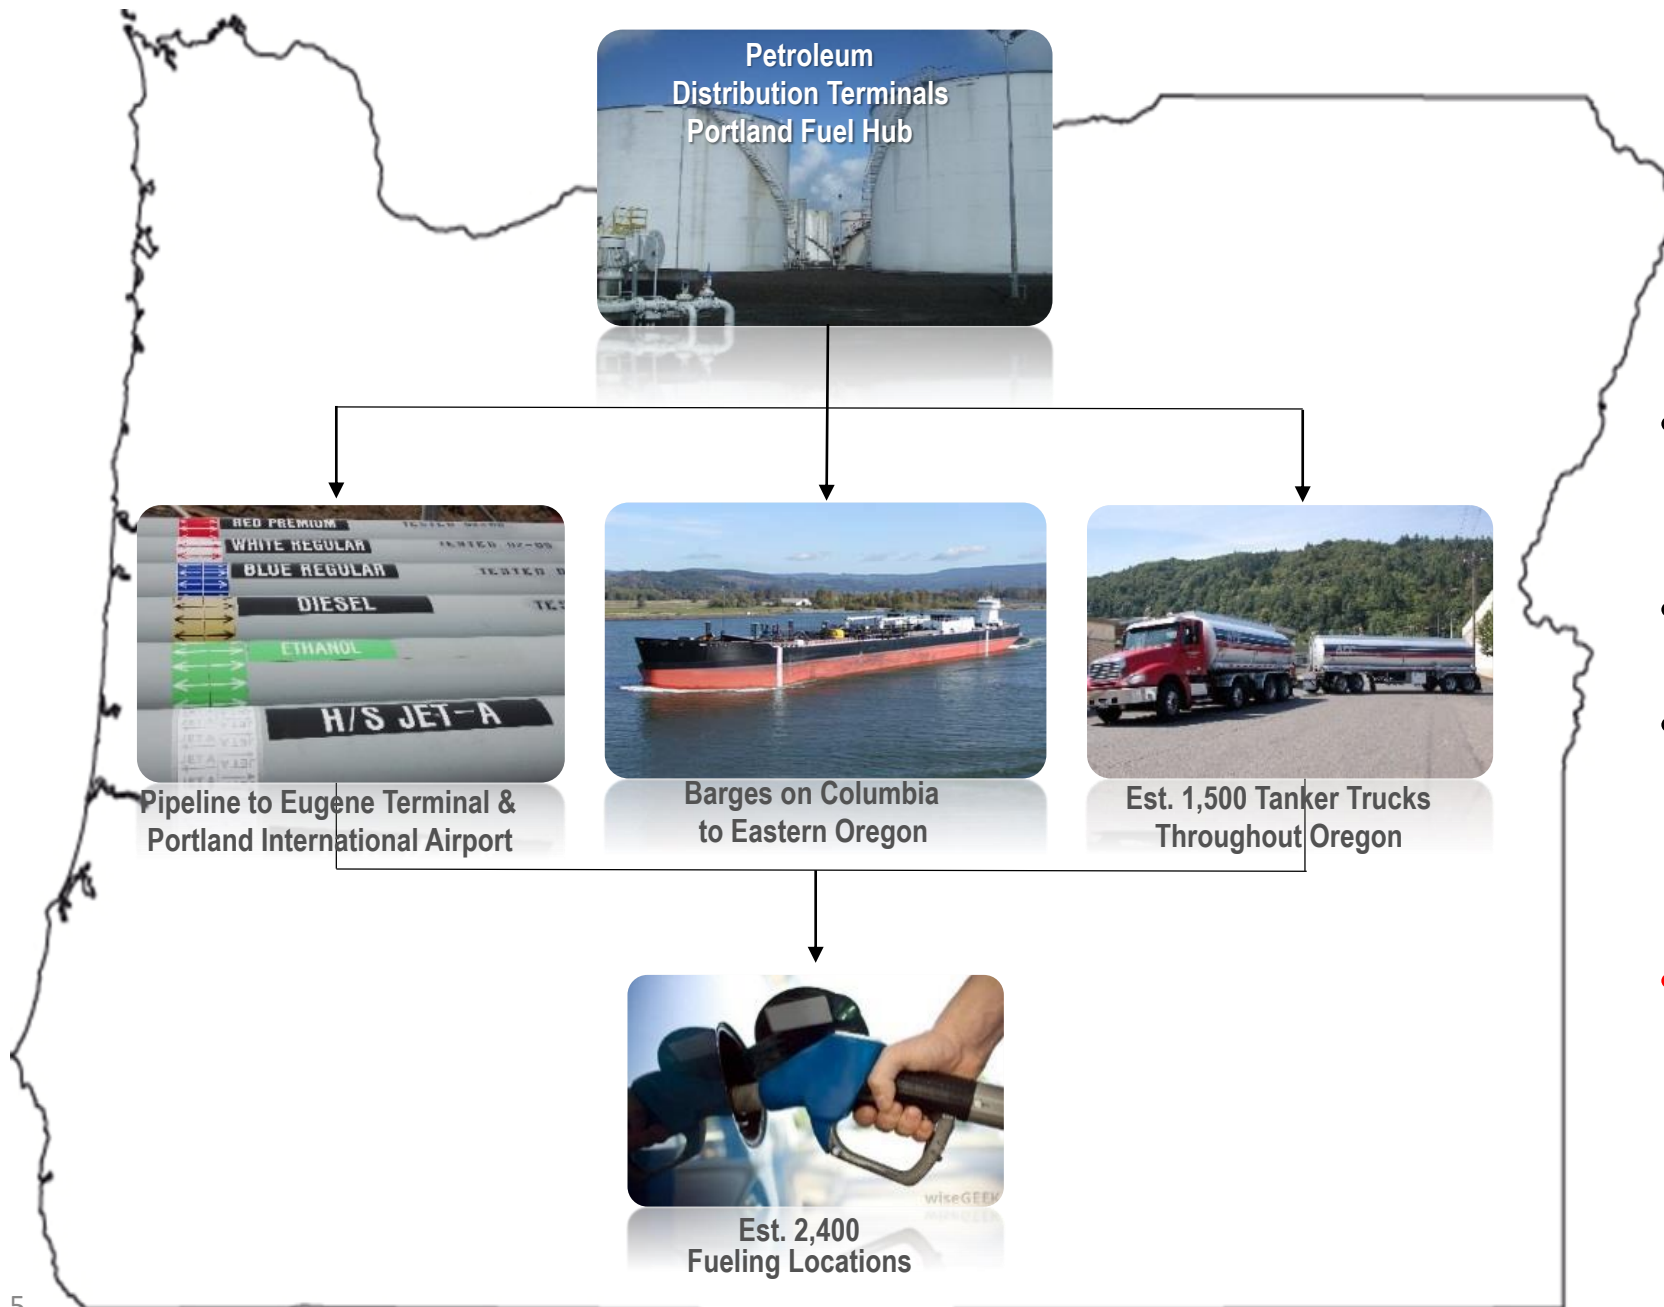 Petroleum
Distribution Terminals
Portland Fuel Hub
RED PREMIUM
WHITE REGULAR
BLUE REGULAR
DIESEL
ETHANOL
H/S JET-A
Pipeline to Eugene Terminal &
Portland International Airport
Barges on Columbia
to Eastern Oregon
Est. 1,500 Tanker Trucks
Throughout Oregon
wiseGEEK
Est. 2,400
Fueling Locations
5